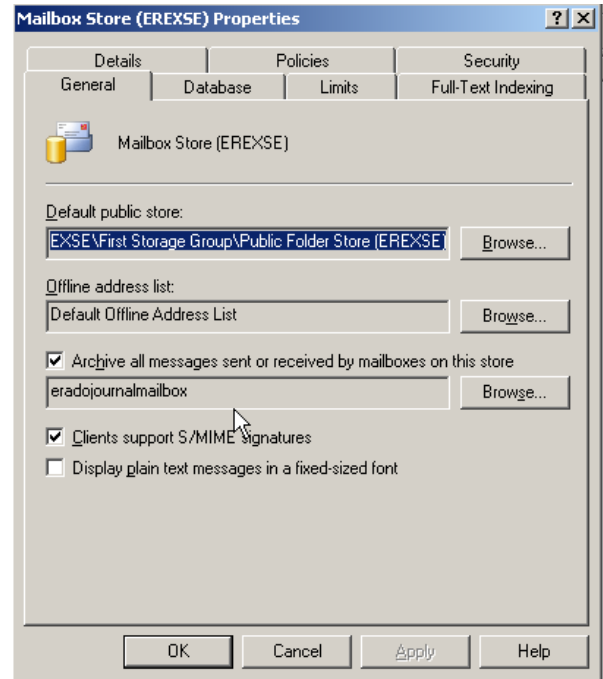 Mailbox Store (EREXSE) Properties
Details Policies Security
General Database Limits Full-Text Indexing
Mailbox Store (EREXSE)
Default public store:
EXSE\First Storage Group\Public Folder Store (EREXSE) Browse...
Offline address list:
Default Offline Address List Browse...
Archive all messages sent or received by mailboxes on this store
eradojournalmailbox Browse...
Clients support S/MIME signatures
Display plain text messages in a fixed-sized font
OK Cancel Apply Help